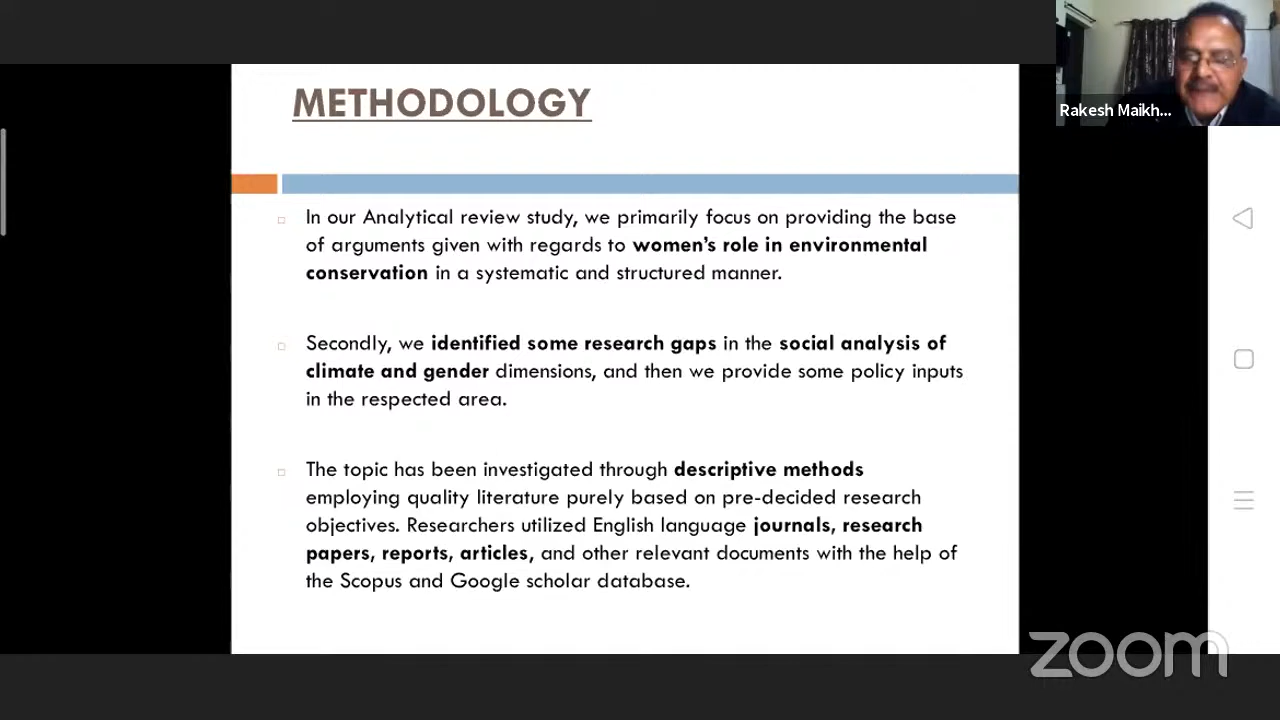 METHODOLOGY
Rakesh Maikh...
In our Analytical review study, we primarily focus on providing the base
of arguments given with regards to women's role in environmental
conservation in a systematic and structured manner.
Secondly, we identified some research gaps in the social analysis of
climate and gender dimensions, and then we provide some policy inputs
in the respected area.
The topic has been investigated through descriptive methods
employing quality literature purely based on pre-decided research
objectives. Researchers utilized English language journals, research
papers, reports, articles, and other relevant documents with the help of
the Scopus and Google scholar database.
zoom